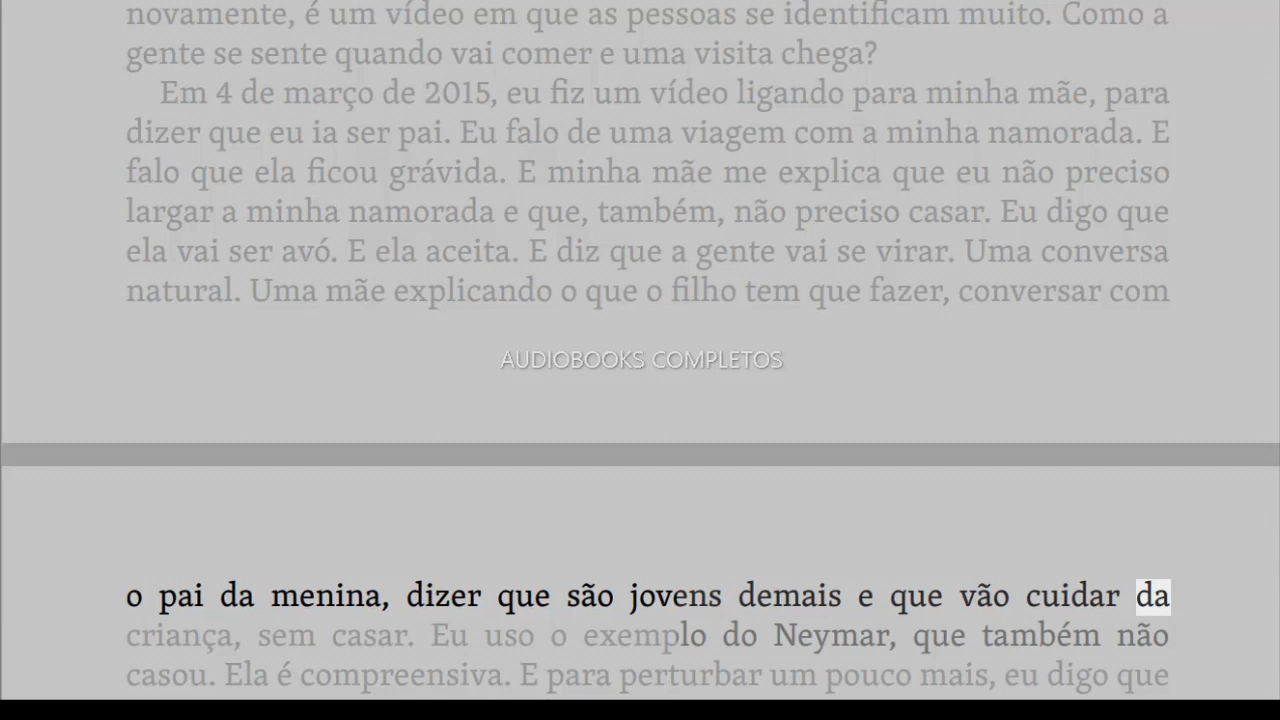 novamente, é um vídeo em que as pessoas se identificam muito. Como a
gente se sente quando vai comer e uma visita chega?
Em 4 de março de 2015, eu fiz um vídeo ligando para minha mãe, para
dizer que eu ia ser pai. Eu falo de uma viagem com a minha namorada. E
falo que ela ficou grávida. E minha mãe me explica que eu não preciso
largar a minha namorada e que, também, não preciso casar. Eu digo que
ela vai ser avó. E ela aceita. E diz que a gente vai se virar. Uma conversa
natural. Uma mãe explicando o que o filho tem que fazer, conversar com
AUDIOBOOKS COMPLETOS
o pai da menina, dizer que são jovens demais e que vão cuidar da
criança, sem casar. Eu uso o exemplo do Neymar, que também não
casou. Ela é compreensiva. E para perturbar um pouco mais, eu digo que